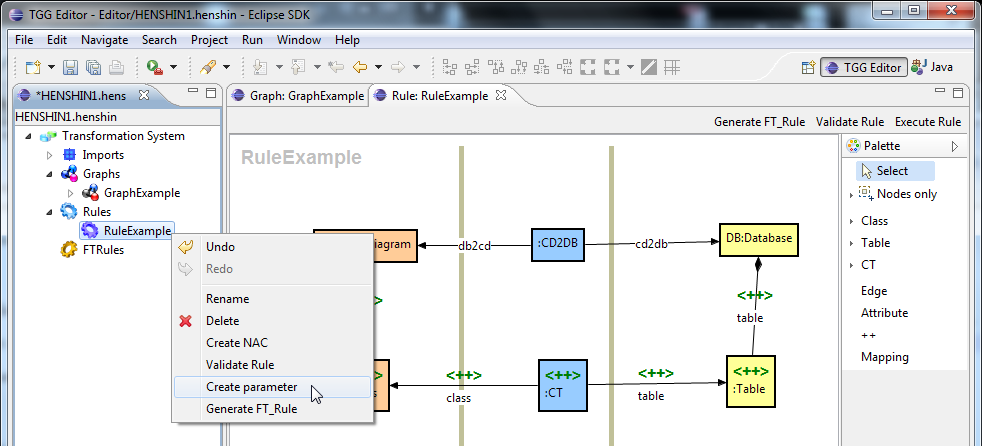 TGG Editor - Editor/HENSHIN1.henshin - Eclipse SDK
File Edit Navigate Search Project Run Window Help
TGG Editor Java
*HENSHIN1.hens
Graph: GraphExample Rule: RuleExample
HENSHIN1.henshin
Generate FT_Rule Validate Rule Execute Rule
Transformation System
Imports
Graphs
GraphExample
Rules
RuleExample
FTRules
Undo
Redo
Rename
Delete
Create NAC
Validate Rule
Create parameter
Generate FT_Rule
RuleExample
iagram
db2cd
:CD2DB
cd2db
DB:Database
<++>
table
<++>
<++>
<++>
<++>
class
:CT
table
:Table
Palette
Select
Nodes only
Class
Table
CT
Edge
Attribute
++
Mapping